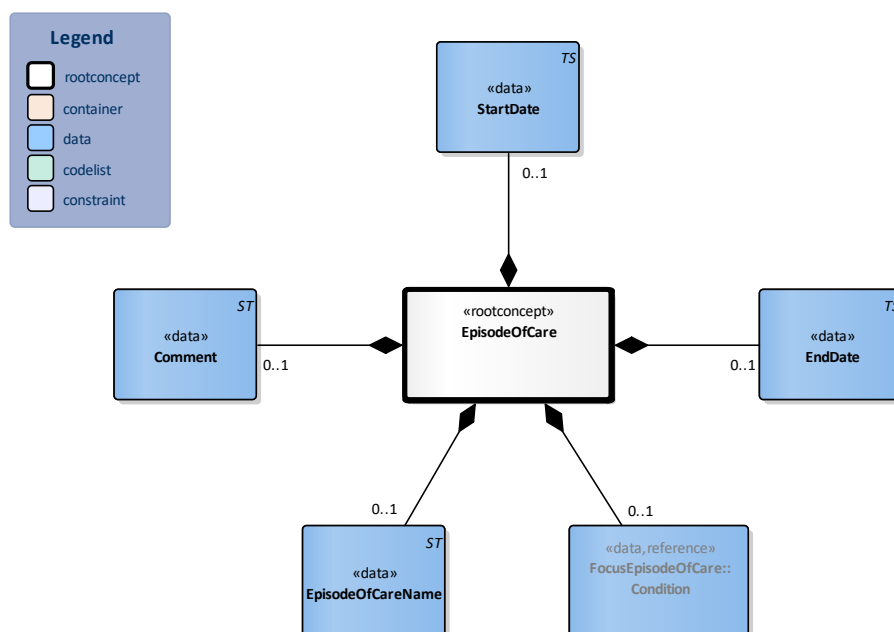 Legend
rootconcept
container
data
codelist
constraint
TS
«data»
StartDate
0..1
ST
«data»
Comment
0..1
«rootconcept»
EpisodeOfCare
TS
«data»
EndDate
0..1
0..1
ST
«data»
EpisodeOfCareName
0..1
«data,reference»
FocusEpisodeOfCare::
Condition